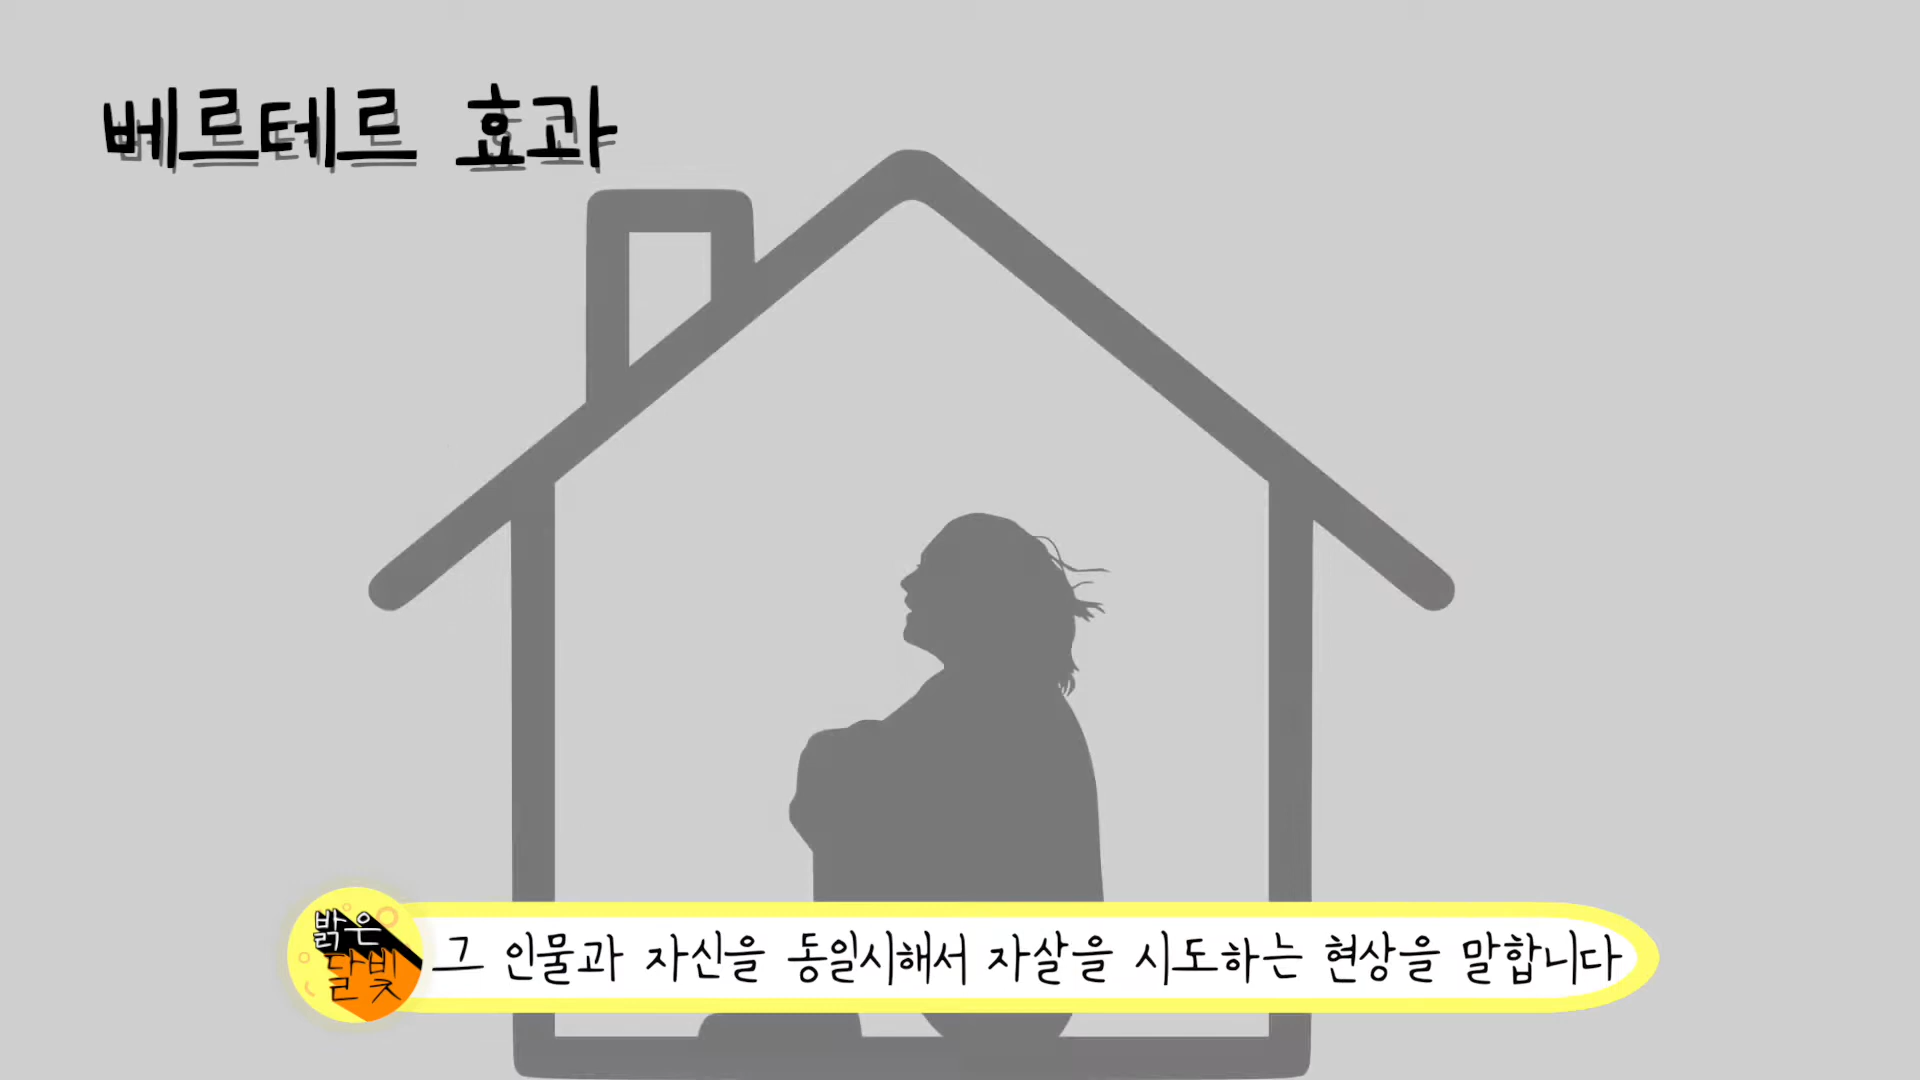 베르테르 효과
밝은
달빛
그 인물과 자신을 동일시해서 자살을 시도하는 현상을 말합니다